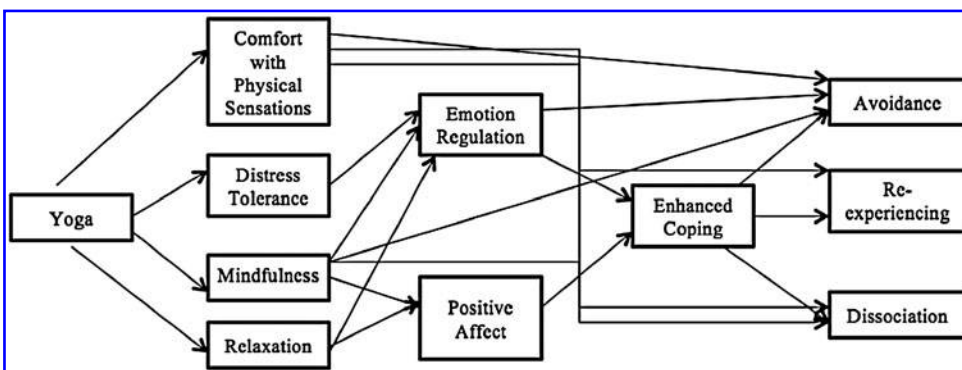 Comfort
with
Physical
Sensations
Avoidance
Emotion
Regulation
Distress
Tolerance
Re-
experiencing
Yoga
Enhanced
Coping
Mindfulness
Positive
Affect
Dissociation
Relaxation